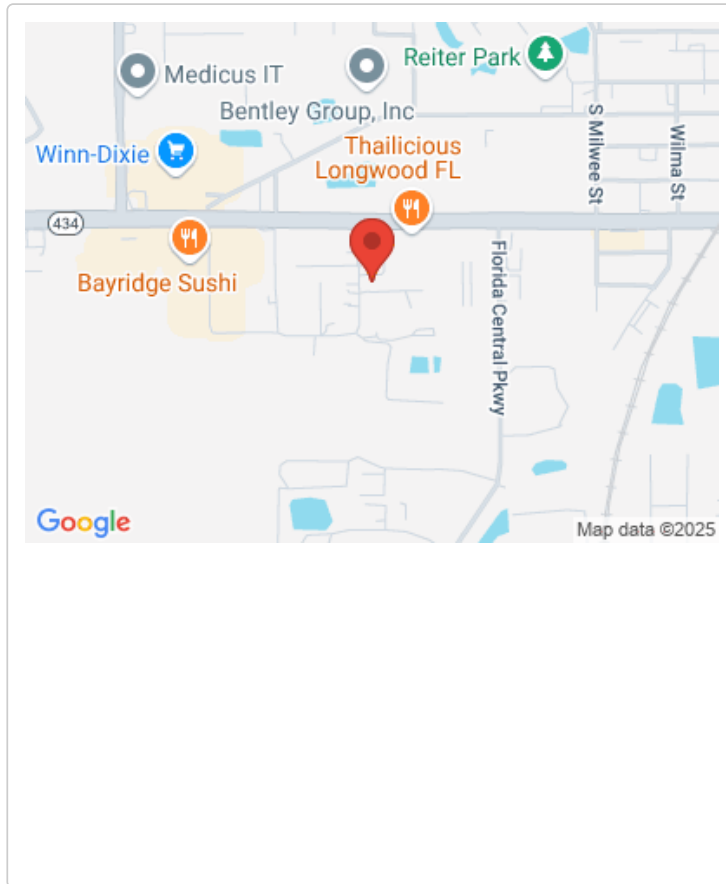 Reiter Park
Medicus IT
Bentley Group, Inc
S Milwee St
Wilma St
Thailicious
Longwood FL
Winn-Dixie
434
Bayridge Sushi
Florida Central Pkwy
Google
Map data ©2025